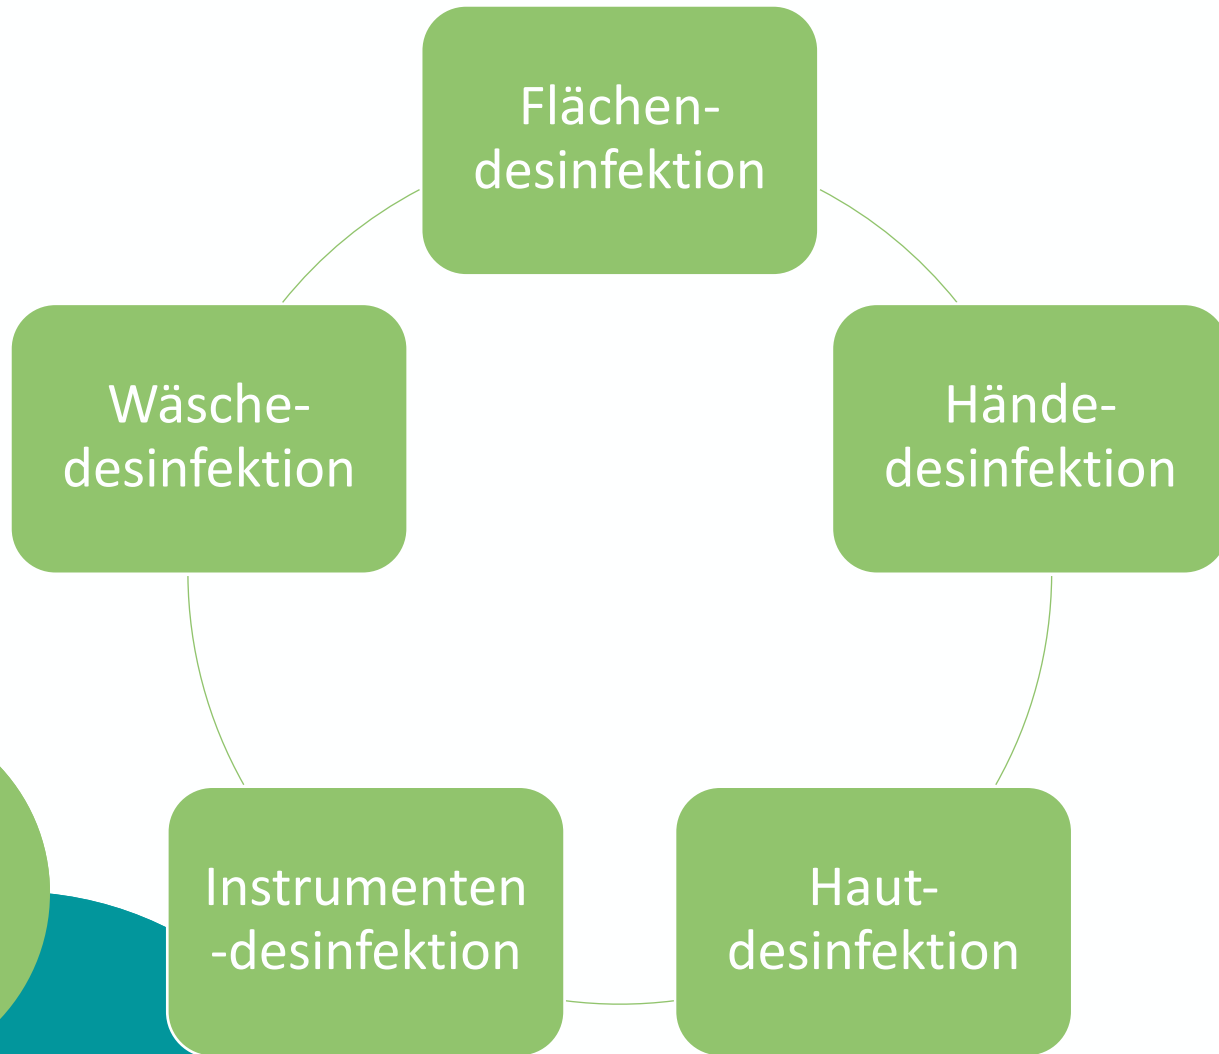 Flächen-
desinfektion
Hände-
desinfektion
Haut-
desinfektion
Instrumenten
-desinfektion
Wäsche-
desinfektion